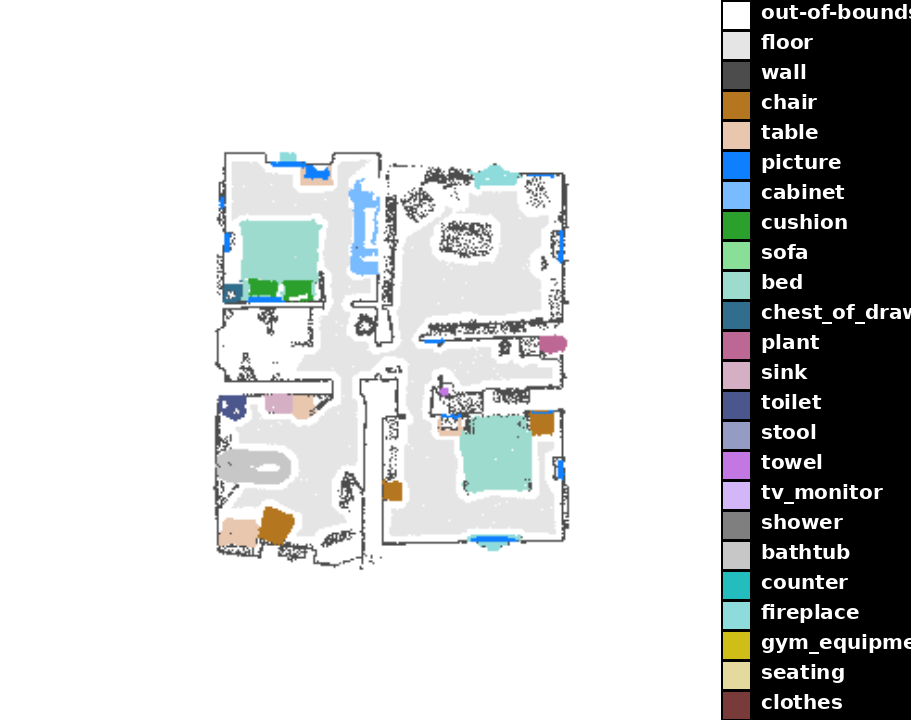 out-of-bounds
floor
wall
chair
table
picture
cabinet
cushion
sofa
bed
chest_of_draw
plant
sink
toilet
stool
towel
tv_monitor
shower
bathtub
counter
fireplace
gym_equipme
seating
clothes